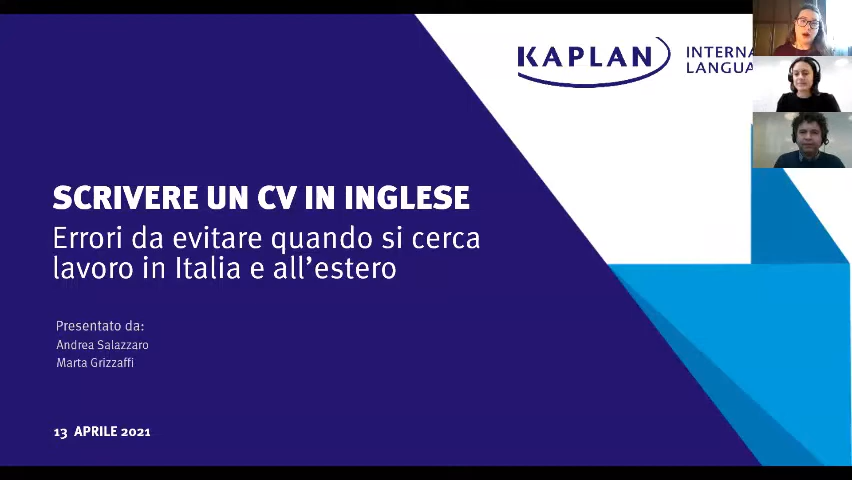 KAPLAN
INTERNA
LANGUA
SCRIVERE UN CV IN INGLESE
Errori da evitare quando si cerca
lavoro in Italia e all'estero
Presentato da:
Andrea Salazzaro
Marta Grizzaffi
13 APRILE 2021